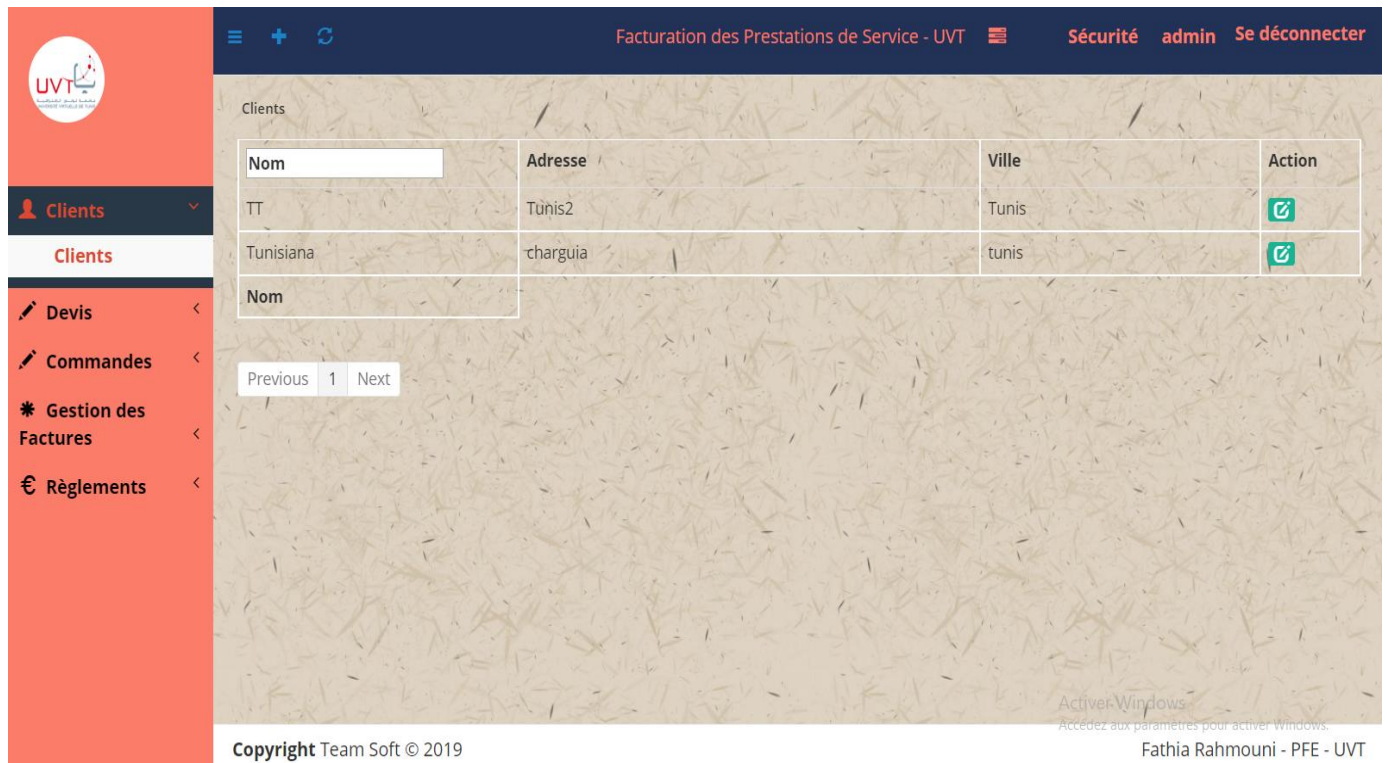 UVT
Facturation des Prestations de Service - UVT Sécurité admin Se déconnecter
Clients
Clients
Devis
Commandes
Gestion des
Factures
€ Règlements
Clients
Nom Adresse Ville Action
TT Tunis2 Tunis
Tunisiana charguia tunis
Nom
Previous 1 Next
Activer Windows
Accédez aux paramètres pour activer Windows.
Copyright Team Soft © 2019 Fathia Rahmouni - PFE - UVT